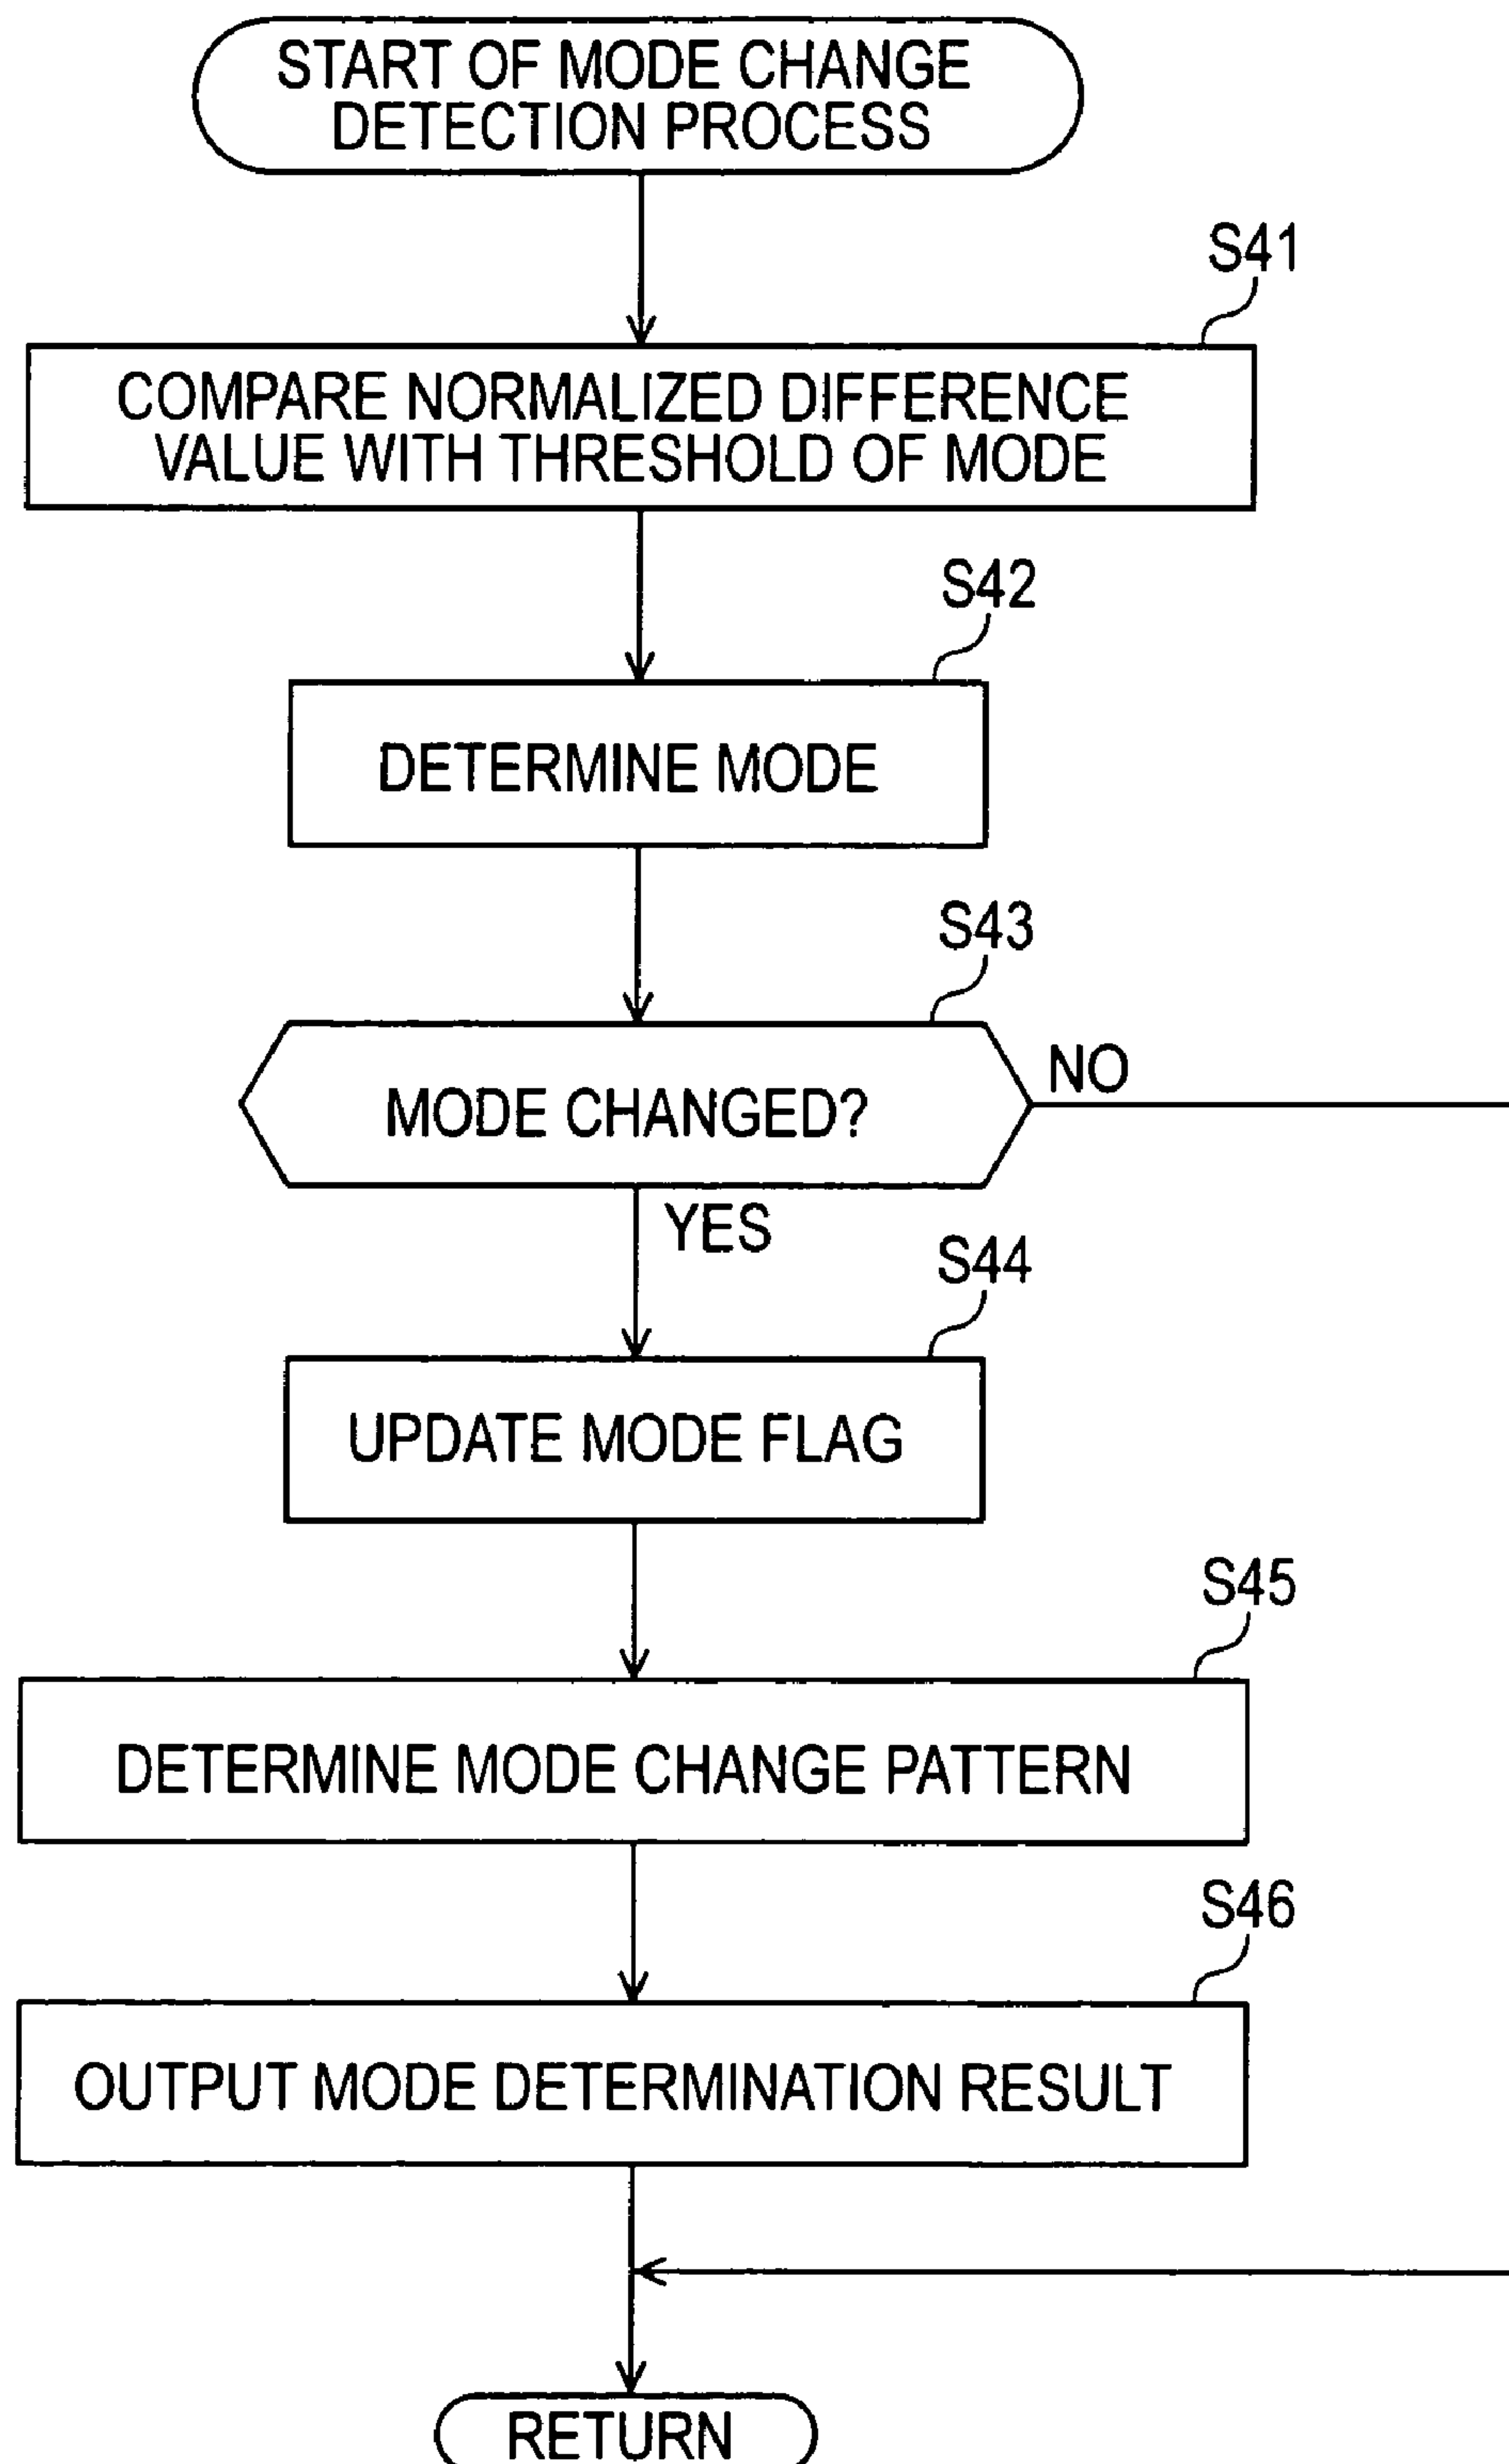 START OF MODE CHANGE
DETECTION PROCESS
S41
COMPARE NORMALIZED DIFFERENCE
VALUE WITH THRESHOLD OF MODE
S42
DETERMINE MODE
S43
MODE CHANGED?
NO
YES
S44
UPDATE MODE FLAG
S45
DETERMINE MODE CHANGE PATTERN
S46
OUTPUT MODE DETERMINATION RESULT
RETURN